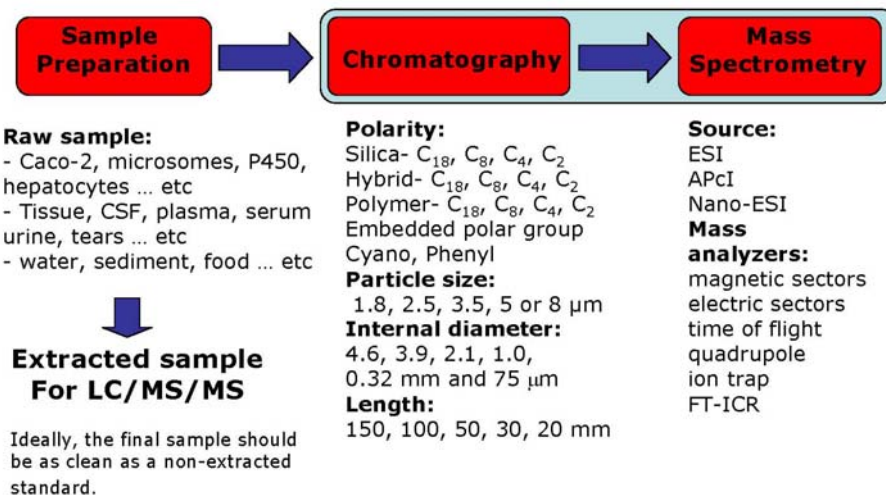 Sample
Preparation
Chromatography
Mass
Spectrometry
Raw sample:
- Caco-2, microsomes, P450,
hepatocytes ... etc
- Tissue, CSF, plasma, serum
urine, tears ... etc
- water, sediment, food ... etc
Extracted sample
For LC/MS/MS
Ideally, the final sample should
be as clean as a non-extracted
standard.
Polarity:
Silica- C₁₈, C₈, C₄, C₂
Hybrid- C₁₈, C₈, C₄, C₂
Polymer- C₁₈, C₈, C₄, C₂
Embedded polar group
Cyano, Phenyl
Particle size:
1.8, 2.5, 3.5, 5 or 8 µm
Internal diameter:
4.6, 3.9, 2.1, 1.0,
0.32 mm and 75 µm
Length:
150, 100, 50, 30, 20 mm
Source:
ESI
APcI
Nano-ESI
Mass
analyzers:
magnetic sectors
electric sectors
time of flight
quadrupole
ion trap
FT-ICR